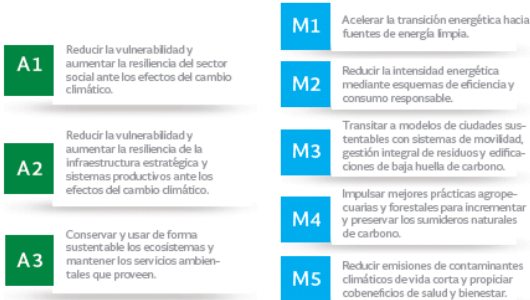 A1
Reducir la vulnerabilidad y
aumentar la resiliencia del sector
social ante los efectos del cambio
climático.
A2
Reducir la vulnerabilidad y
aumentar la resiliencia de la
infraestructura estratégica y
sistemas productivos ante los
efectos del cambio climático.
A3
Conservar y usar de forma
sustentable los ecosistemas y
mantener los servicios ambien-
tales que proveen.
M1
Acelerar la transición energética hacia
fuentes de energía limpia.
M2
Reducir la intensidad energética
mediante esquemas de eficiencia y
consumo responsable.
M3
Transitar a modelos de ciudades sus-
tentables con sistemas de movilidad,
gestión integral de residuos y edifica-
ciones de baja huella de carbono.
M4
Impulsar mejores prácticas agrope-
cuarias y forestales para incrementar
y preservar los sumideros naturales
de carbono.
M5
Reducir emisiones de contaminantes
climáticos de vida corta y propiciar
cobeneficios de salud y bienestar.